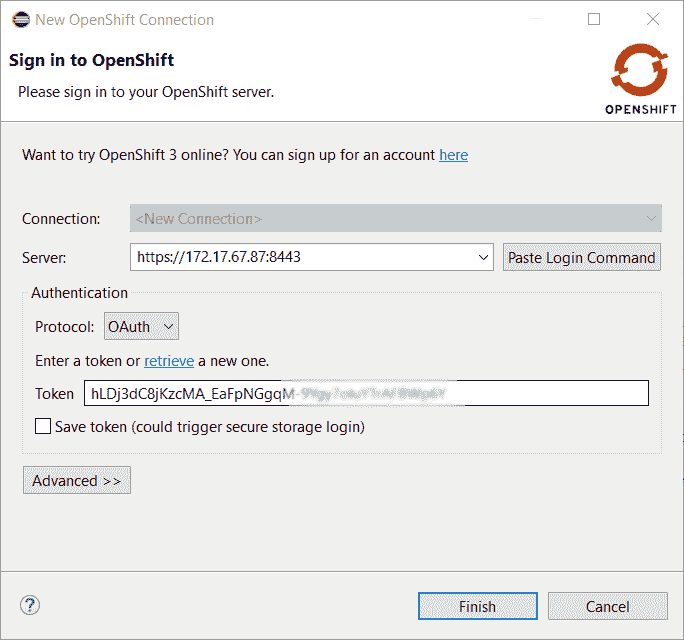 New OpenShift Connection
Sign in to OpenShift
Please sign in to your OpenShift server.
OPENSHIFT
Want to try OpenShift 3 online? You can sign up for an account here
Connection: <New Connection>
Server: https://172.17.67.87:8443 Paste Login Command
Authentication
Protocol: OAuth
Enter a token or retrieve a new one.
Token hLDj3dC8jKzcMA_EaFpNGgqM
Save token (could trigger secure storage login)
Advanced >>
?
Finish Cancel